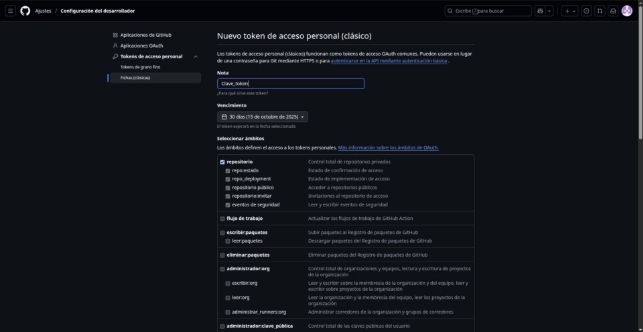 Ajustes / Configuración del desarrollador
Escribe / para buscar
Aplicaciones de GitHub
Aplicaciones OAuth
Tokens de acceso personal
Tokens de grano fino
Fichas (clásicas)
Nuevo token de acceso personal (clásico)
Los tokens de acceso personal (clásicos) funcionan como tokens de acceso OAuth comunes. Pueden usarse en lugar
de una contraseña para Git mediante HTTPS o para autenticarse en la API mediante autenticación básica .
Nota
Clave_token
¿Para qué sirve este token?
Vencimiento
30 días (15 de octubre de 2025)
El token expirará en la fecha seleccionada
Seleccionar ámbitos
Los ámbitos definen el acceso a los tokens personales. Más información sobre los ámbitos de OAuth.
repositorio Control total de repositorios privados
repo:estado Estado de confirmación de acceso
repo_deployment Estado de implementación de acceso
repositorio público Acceder a repositorios públicos
repositorio:invitar Invitaciones al repositorio de acceso
eventos de seguridad Leer y escribir eventos de seguridad
flujo de trabajo Actualizar los flujos de trabajo de GitHub Action
escribir:paquetes Subir paquetes al Registro de paquetes de GitHub
leer:paquetes Descargar paquetes del Registro de paquetes de GitHub
eliminar:paquetes Eliminar paquetes del Registro de paquetes de GitHub
administrador:org Control total de organizaciones y equipos, lectura y escritura de proyectos
de la organización
escribir:org Leer y escribir sobre la membresía de la organización y del equipo, leer y
escribir sobre proyectos de la organización
leer:org Leer la organización y la membresía del equipo, leer los proyectos de la
organización
administrar_runners:org Administrar corredores de la organización y grupos de corredores
administrador:clave_pública Control total de las claves públicas del usuario